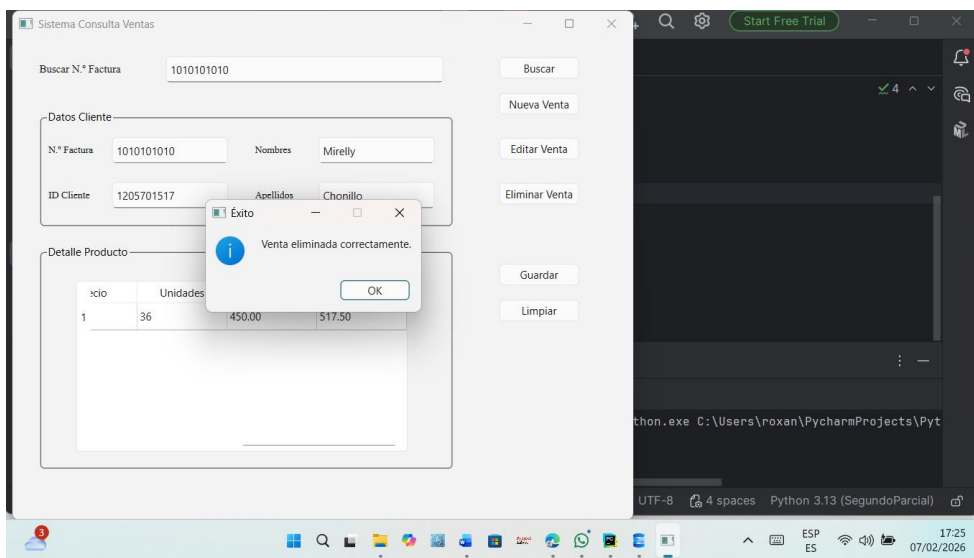 Sistema Consulta Ventas
Start Free Trial
Buscar N.° Factura 1010101010 Buscar
Nueva Venta
4
Datos Cliente
N.° Factura 1010101010 Nombres Mirelly Editar Venta
ID Cliente 1205701517 Apellidos Chonillo Eliminar Venta
Éxito
Venta eliminada correctamente.
OK
Detalle Producto
ecio Unidades
1 36 450.00 517.50
Guardar
Limpiar
thon.exe C:\Users\roxan\PycharmProjects\Pyt
UTF-8 4 spaces Python 3.13 (SegundoParcial)
3
ESP
ES
17:25
07/02/2026